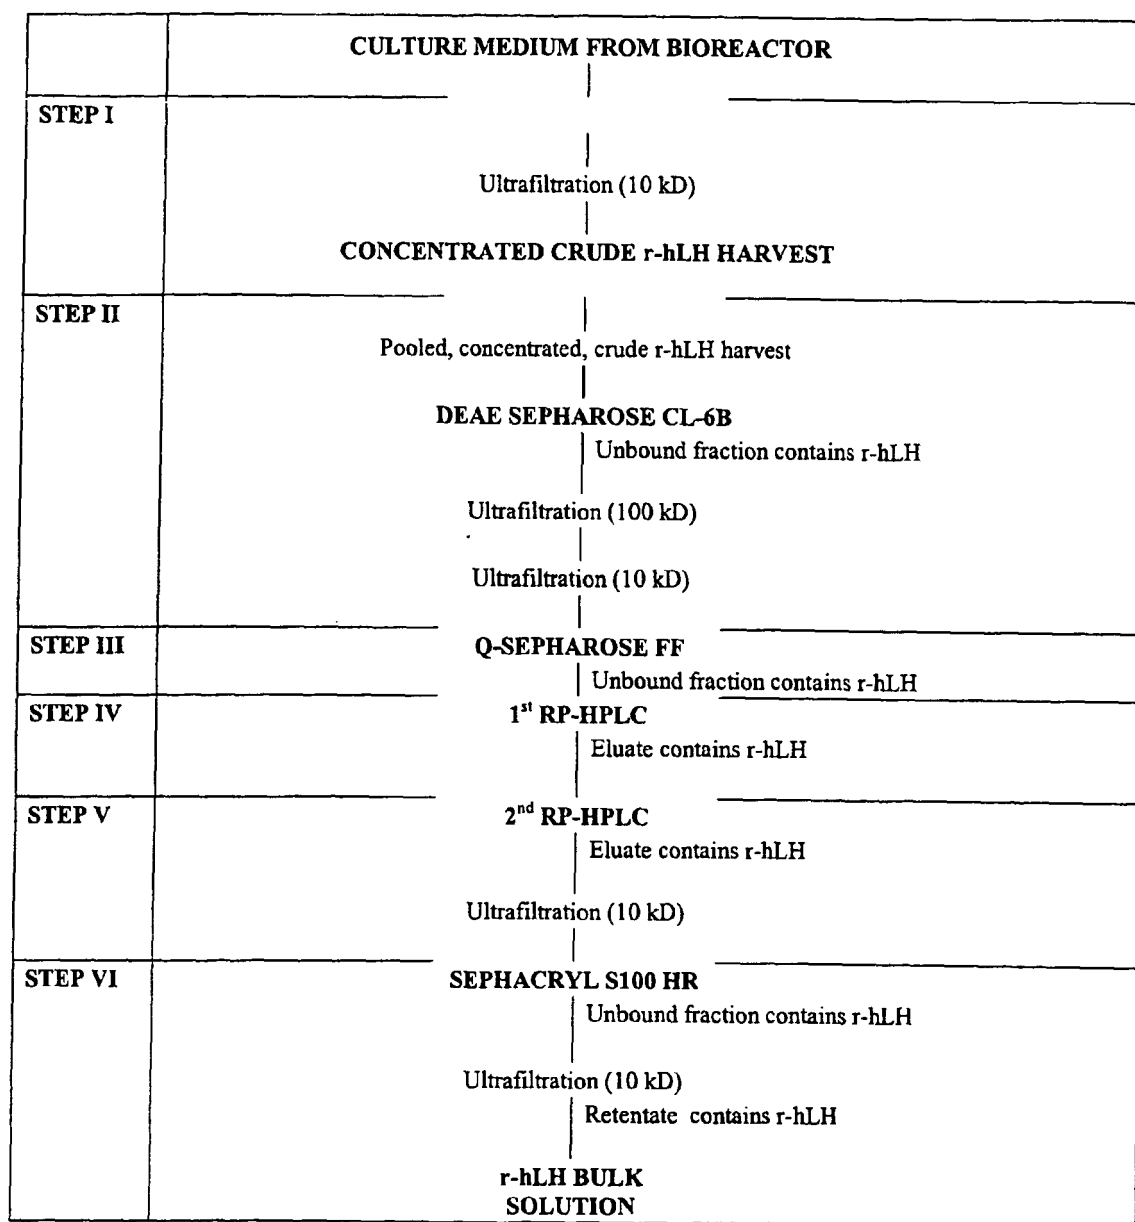 CULTURE MEDIUM FROM BIOREACTOR
STEP I
Ultrafiltration (10 kD)
CONCENTRATED CRUDE r-hLH HARVEST
STEP II
Pooled, concentrated, crude r-hLH harvest
DEAE SEPHAROSE CL-6B
Unbound fraction contains r-hLH
Ultrafiltration (100 kD)
Ultrafiltration (10 kD)
STEP III
Q-SEPHAROSE FF
Unbound fraction contains r-hLH
STEP IV
1st RP-HPLC
Eluate contains r-hLH
STEP V
2nd RP-HPLC
Eluate contains r-hLH
Ultrafiltration (10 kD)
STEP VI
SEPHACRYL S100 HR
Unbound fraction contains r-hLH
Ultrafiltration (10 kD)
Retentate contains r-hLH
r-hLH BULK
SOLUTION